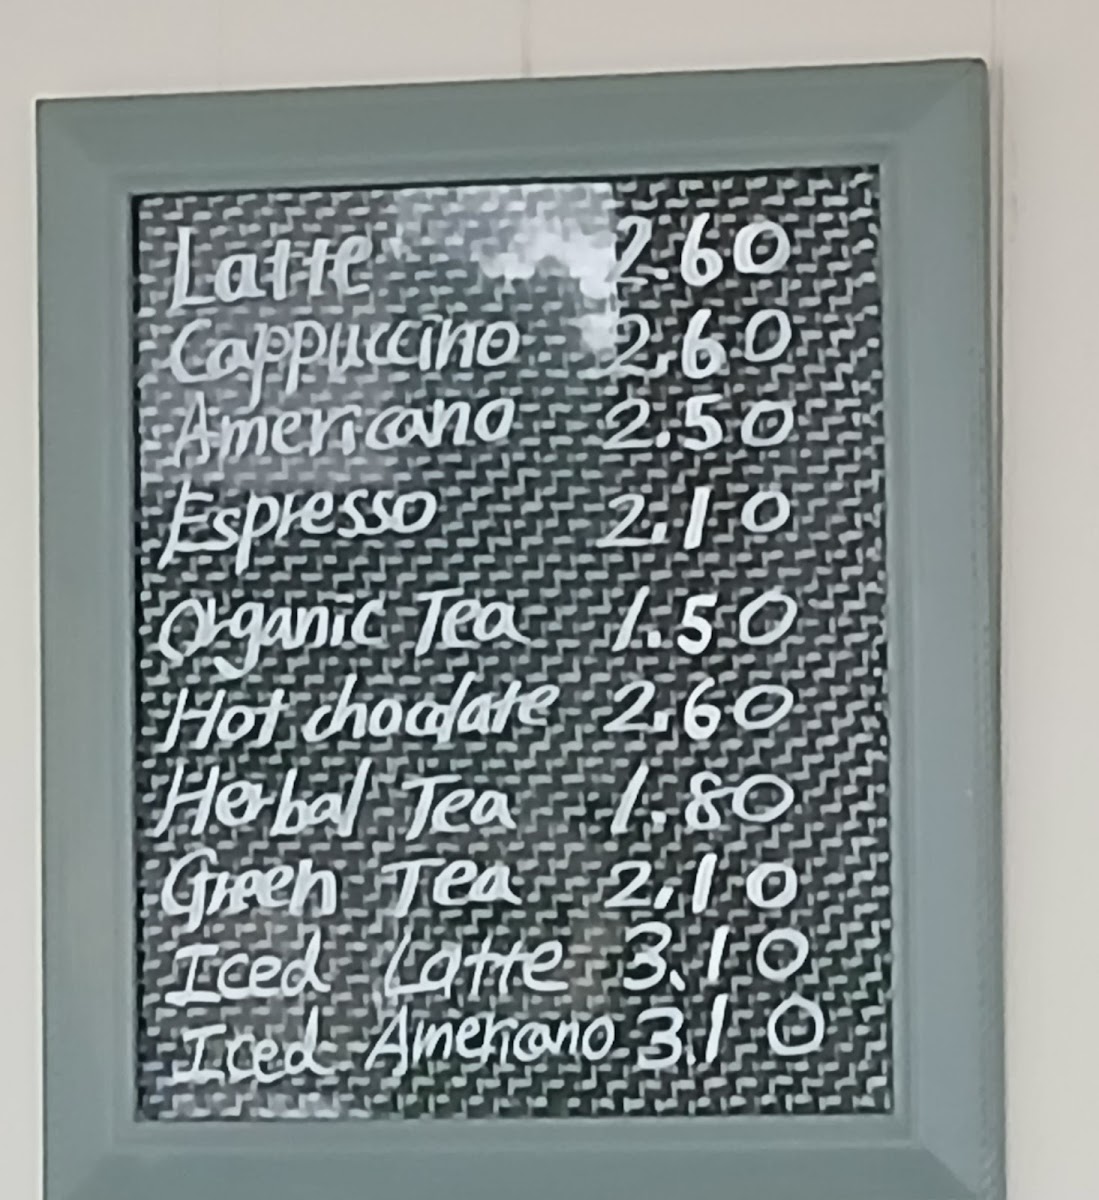 Latte 2.60
Cappuccino 2.60
Americano 2.50
Espresso 2.10
Organic Tea 1.50
Hot chocolate 2.60
Herbal Tea 1.80
Green Tea 2.10
Iced Latte 3.10
Iced Americano 3.10